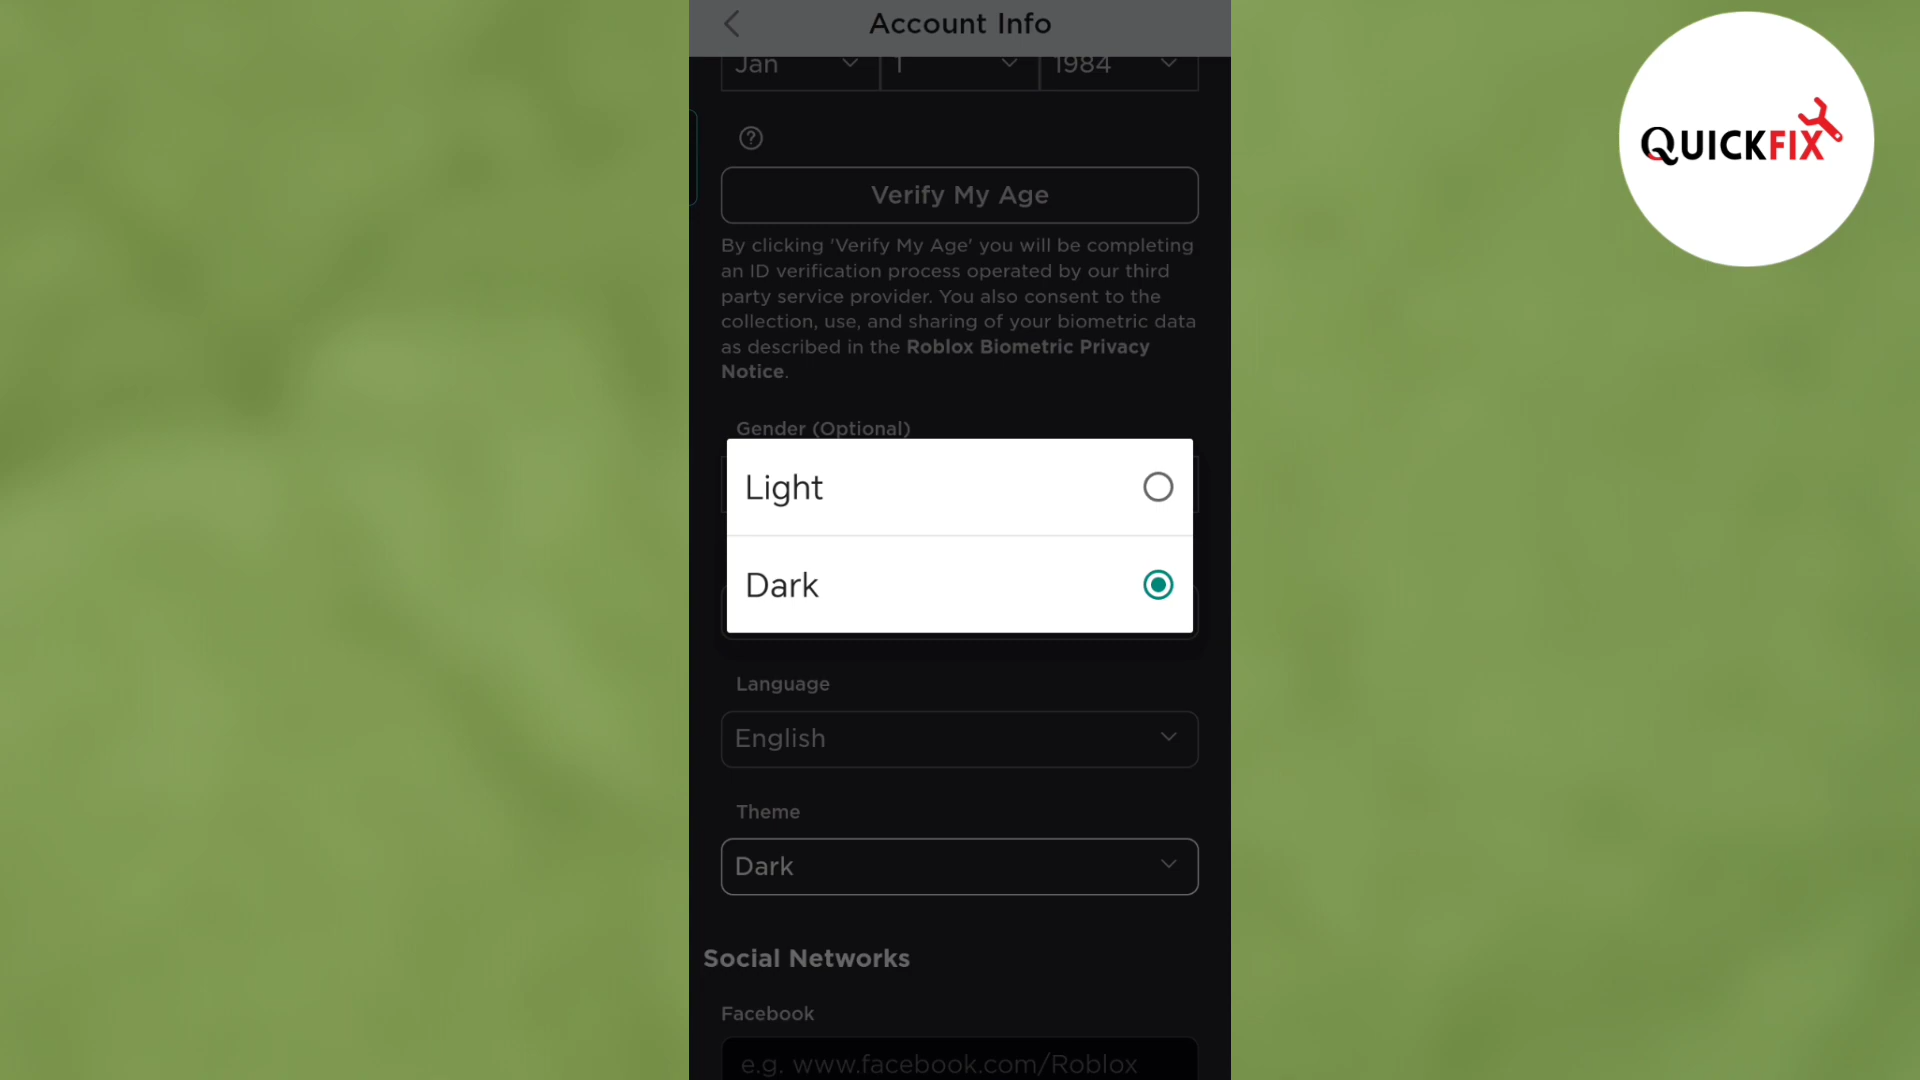 Account Info
Jan 1 1984
Verify My Age
By clicking 'Verify My Age' you will be completing
an ID verification process operated by our third
party service provider. You also consent to the
collection, use, and sharing of your biometric data
as described in the Roblox Biometric Privacy
Notice.
Gender (Optional)
Light
Dark
Language
English
Theme
Dark
Social Networks
Facebook
e.g. www.facebook.com/Roblox
QUICKFIX